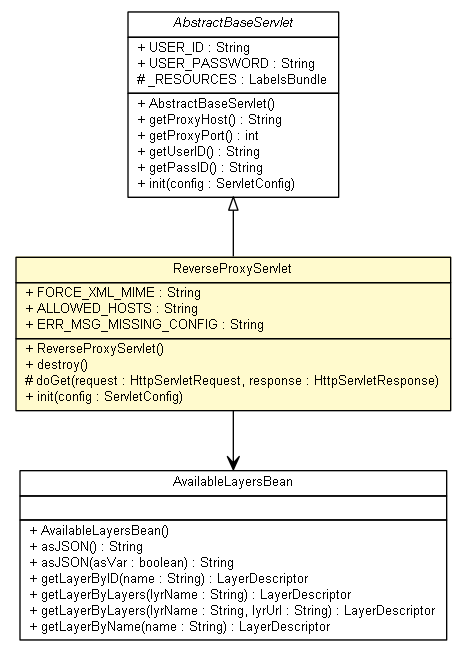 AbstractBaseServlet
+ USER_ID : String
+ USER_PASSWORD : String
# _RESOURCES : LabelsBundle
+ AbstractBaseServlet()
+ getProxyHost() : String
+ getProxyPort() : int
+ getUserID() : String
+ getPassID() : String
+ init(config : ServletConfig)
ReverseProxyServlet
+ FORCE_XML_MIME : String
+ ALLOWED_HOSTS : String
+ ERR_MSG_MISSING_CONFIG : String
+ ReverseProxyServlet()
+ destroy()
# doGet(request : HttpServletRequest, response : HttpServletResponse)
+ init(config : ServletConfig)
AvailableLayersBean
+ AvailableLayersBean()
+ asJSON() : String
+ asJSON(asVar : boolean) : String
+ getLayerByID(name : String) : LayerDescriptor
+ getLayerByLayers(lyrName : String) : LayerDescriptor
+ getLayerByLayers(lyrName : String, lyrUrl : String) : LayerDescriptor
+ getLayerByName(name : String) : LayerDescriptor